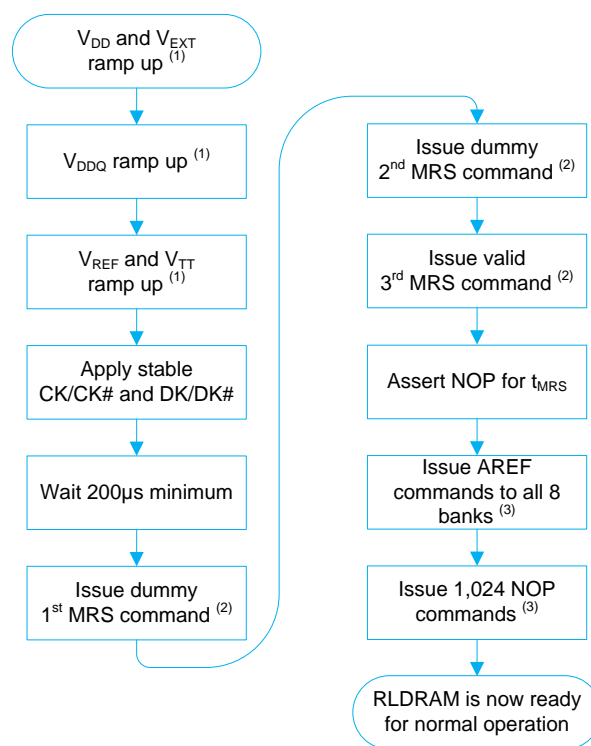 V_DD and V_EXT
ramp up (1)
V_DDQ ramp up (1)
V_REF and V_TT
ramp up (1)
Apply stable
CK/CK# and DK/DK#
Wait 200µs minimum
Issue dummy
1st MRS command (2)
Issue dummy
2nd MRS command (2)
Issue valid
3rd MRS command (2)
Assert NOP for t_MRS
Issue AREF
commands to all 8
banks (3)
Issue 1,024 NOP
commands (3)
RLDRAM is now ready
for normal operation